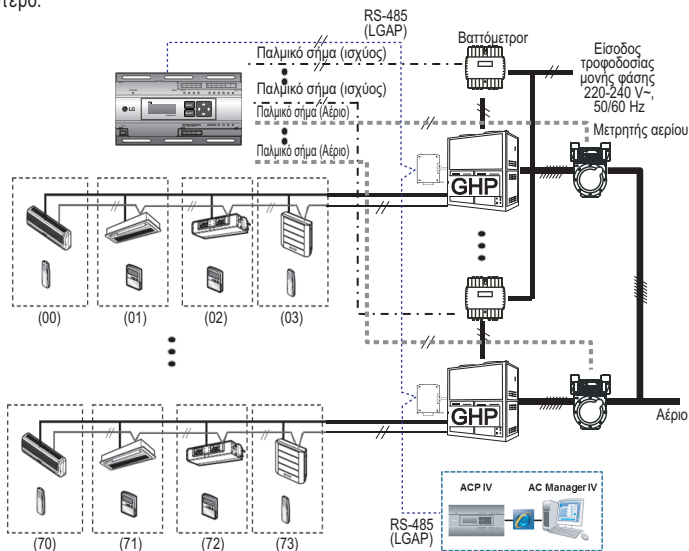 τερο.
RS-485
(LGAP)
Βαττόμετρor
Παλμικό σήμα (ισχύος)
Παλμικό σήμα (ισχύος)
Παλμικό σήμα (Αέριο)
Παλμικό σήμα (Αέριο)
Είσοδος
τροφοδοσίας
μονής φάσης
220-240 V~,
50/60 Hz
Μετρητής αερίου
LG
GHP
(00)
(01)
(02)
(03)
GHP
Αέριο
(70)
(71)
(72)
(73)
RS-485
(LGAP)
ACP IV
AC Manager IV